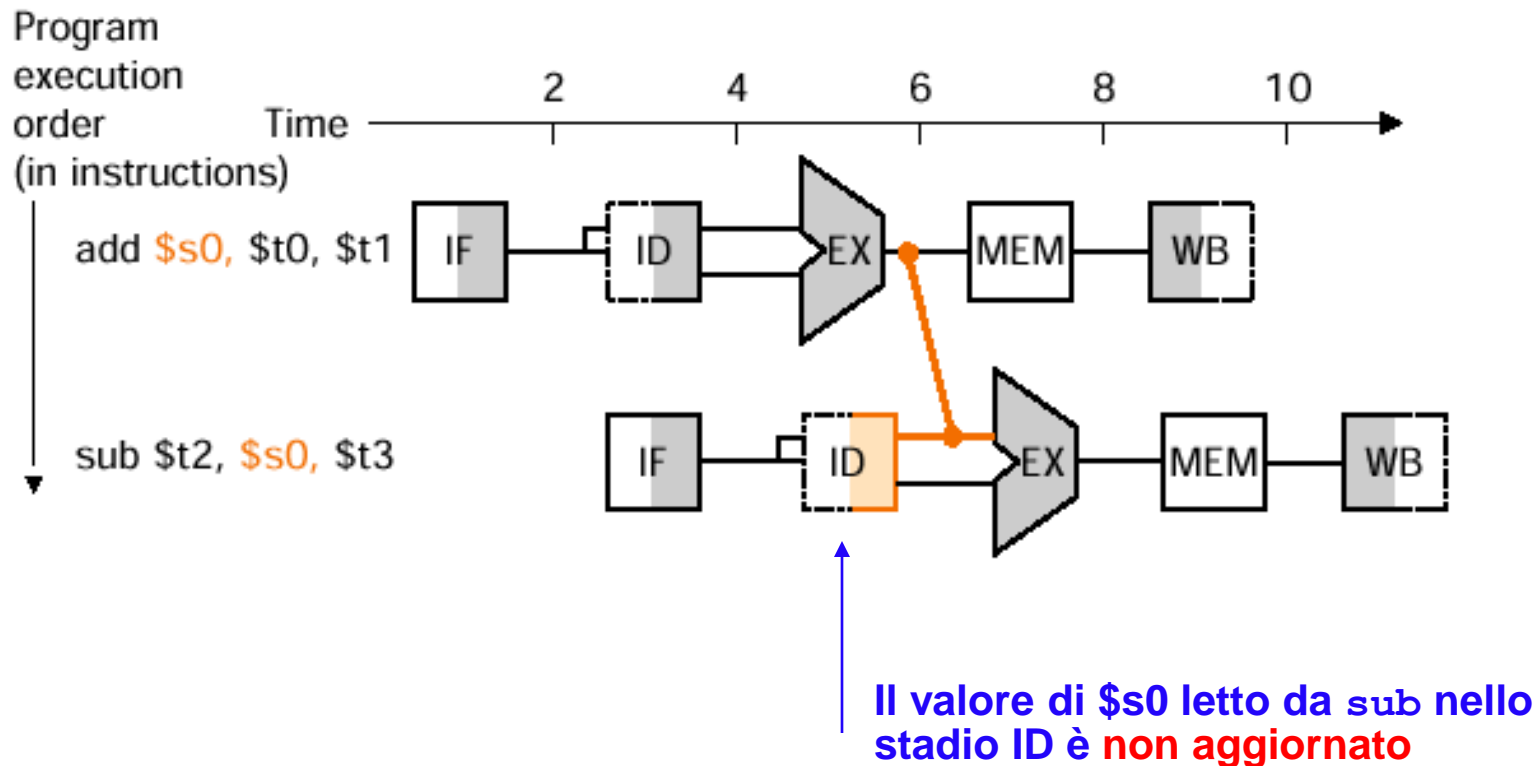 Program
execution
order
(in instructions)
Time
2 4 6 8 10
add $s0, $t0, $t1
IF ID EX MEM WB
sub $t2, $s0, $t3
IF ID EX MEM WB
Il valore di $s0 letto da sub nello
stadio ID è non aggiornato